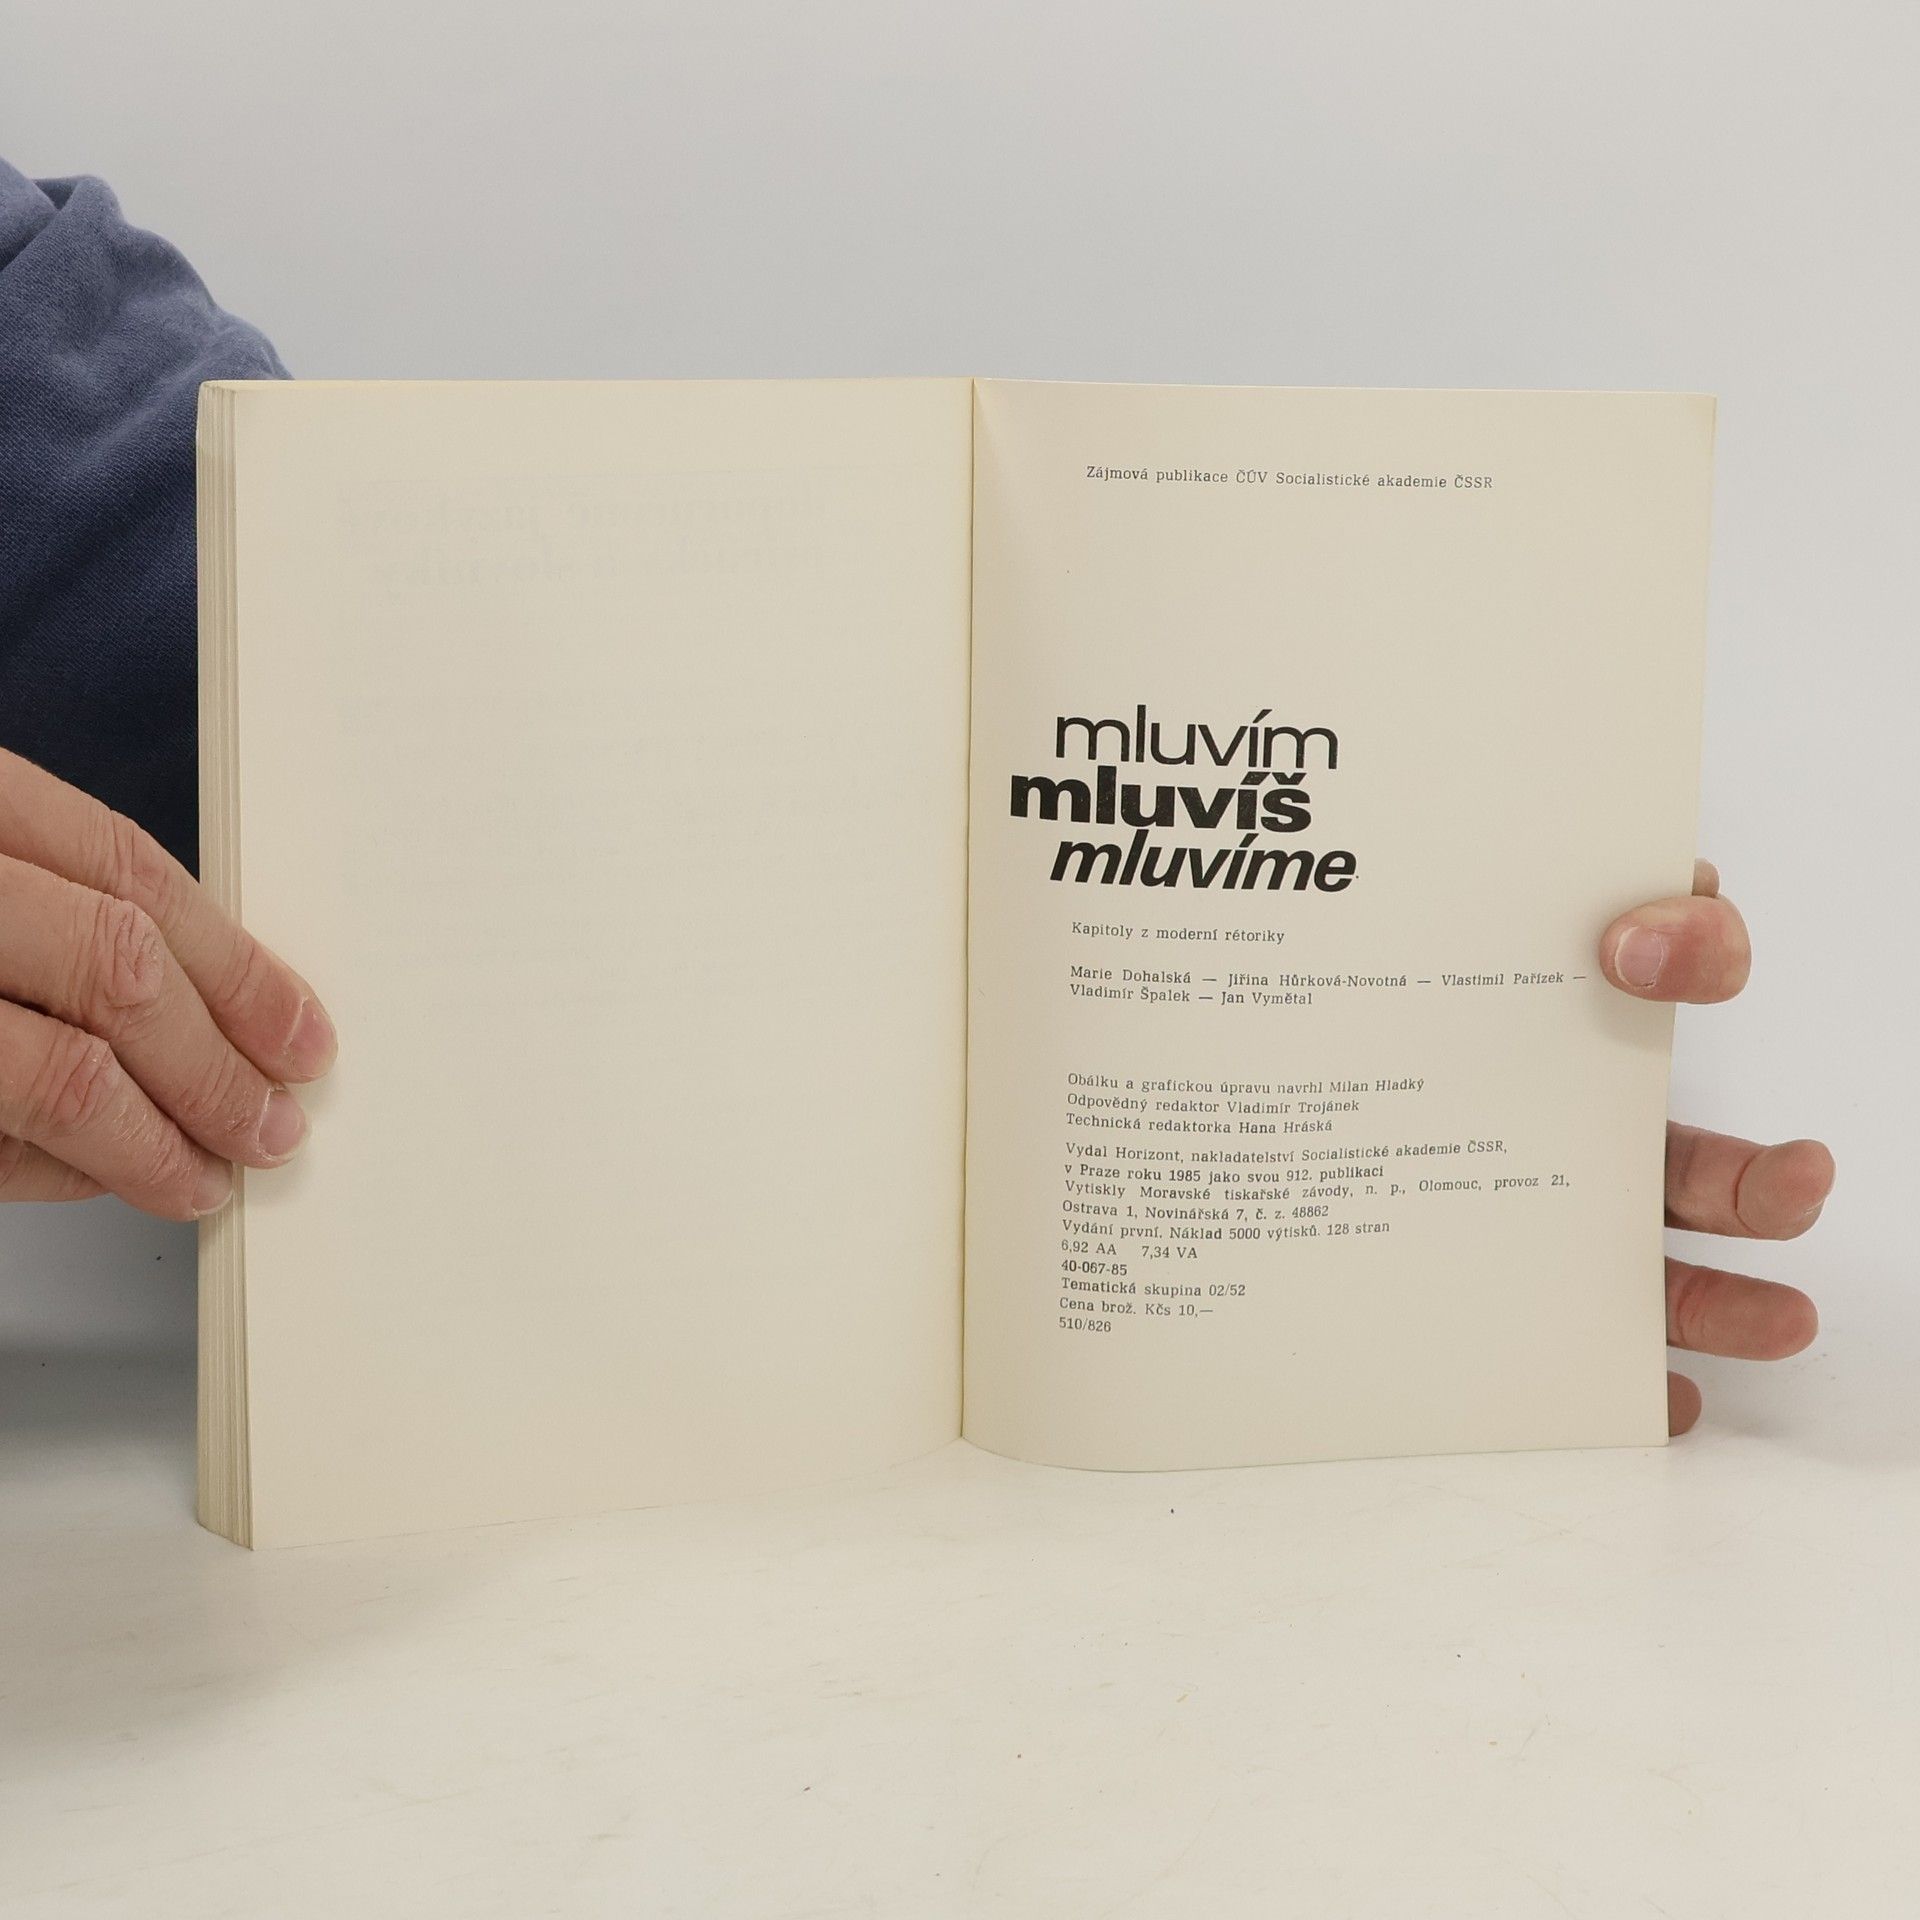 Zájmová publikace ČÚV Socialistické akademie ČSSR
mluvím
mluvíš
mluvíme
Kapitoly z moderní rétoriky
Marie Dohalská — Jiřina Hůrková-Novotná — Vlastimil Pařízek —
Vladimír Špalek — Jan Vymětal
Obálku a grafickou úpravu navrhl Milan Hladký
Odpovědný redaktor Vladimír Trojánek
Technická redaktorka Hana Hráská
Vydal Horizont, nakladatelství Socialistické akademie ČSSR,
v Praze roku 1985 jako svou 912. publikaci
Vytiskly Moravské tiskařské závody, n. p., Olomouc, provoz 21,
Ostrava 1, Novinářská 7, č. z. 48862
Vydání první. Náklad 5000 výtisků. 128 stran
6,92 AA 7,34 VA
40-067-85
Tematická skupina 02/52
Cena brož. Kčs 10,—
510/826